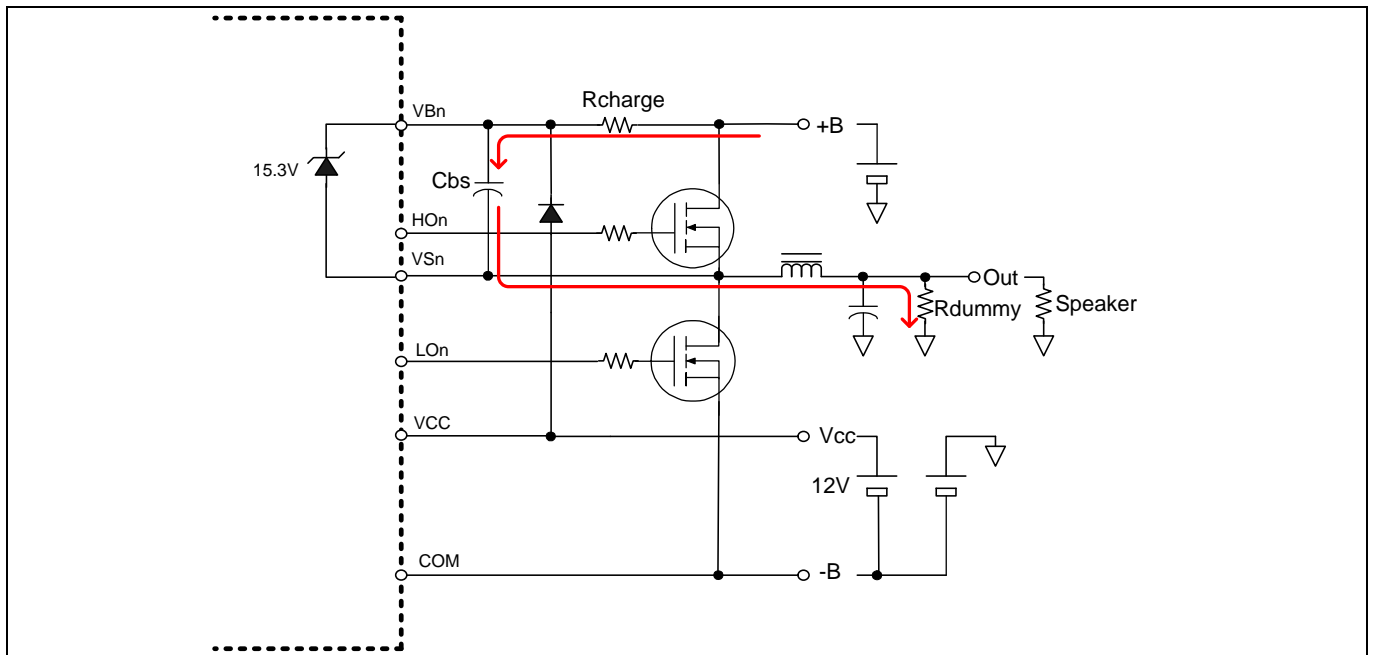 Rcharge
VBn
+B
15.3V
Cbs
HOn
VSn
Out
Rdummy
Speaker
LOn
VCC
Vcc
12V
COM
-B